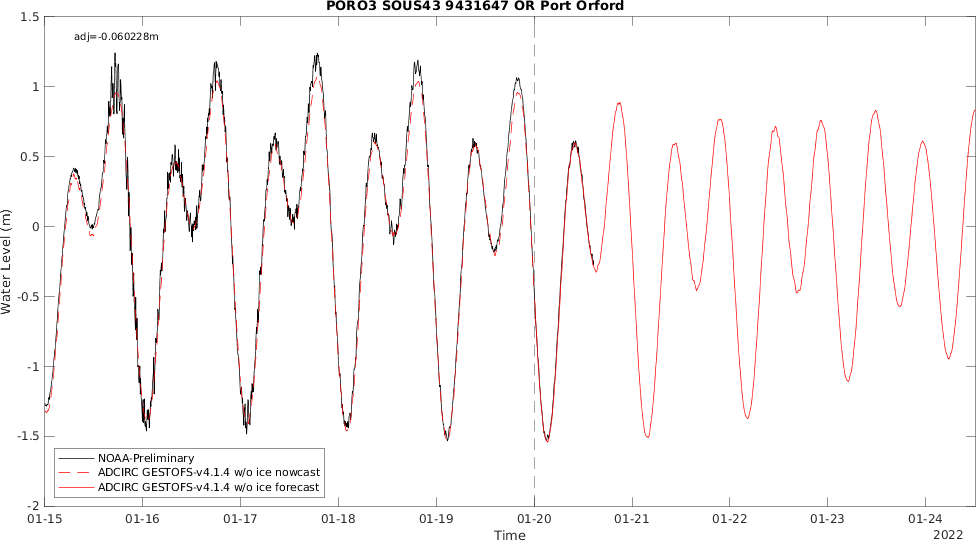 PORO3 SOUS43 9431647 OR Port Orford
adj=-0.060228m
1.5
1
0.5
0
-0.5
-1
-1.5
-2
Water Level (m)
NOAA-Preliminary
ADCIRC GESTOFS-v4.1.4 w/o ice nowcast
ADCIRC GESTOFS-v4.1.4 w/o ice forecast
01-15 01-16 01-17 01-18 01-19 01-20 01-21 01-22 01-23 01-24
Time
2022